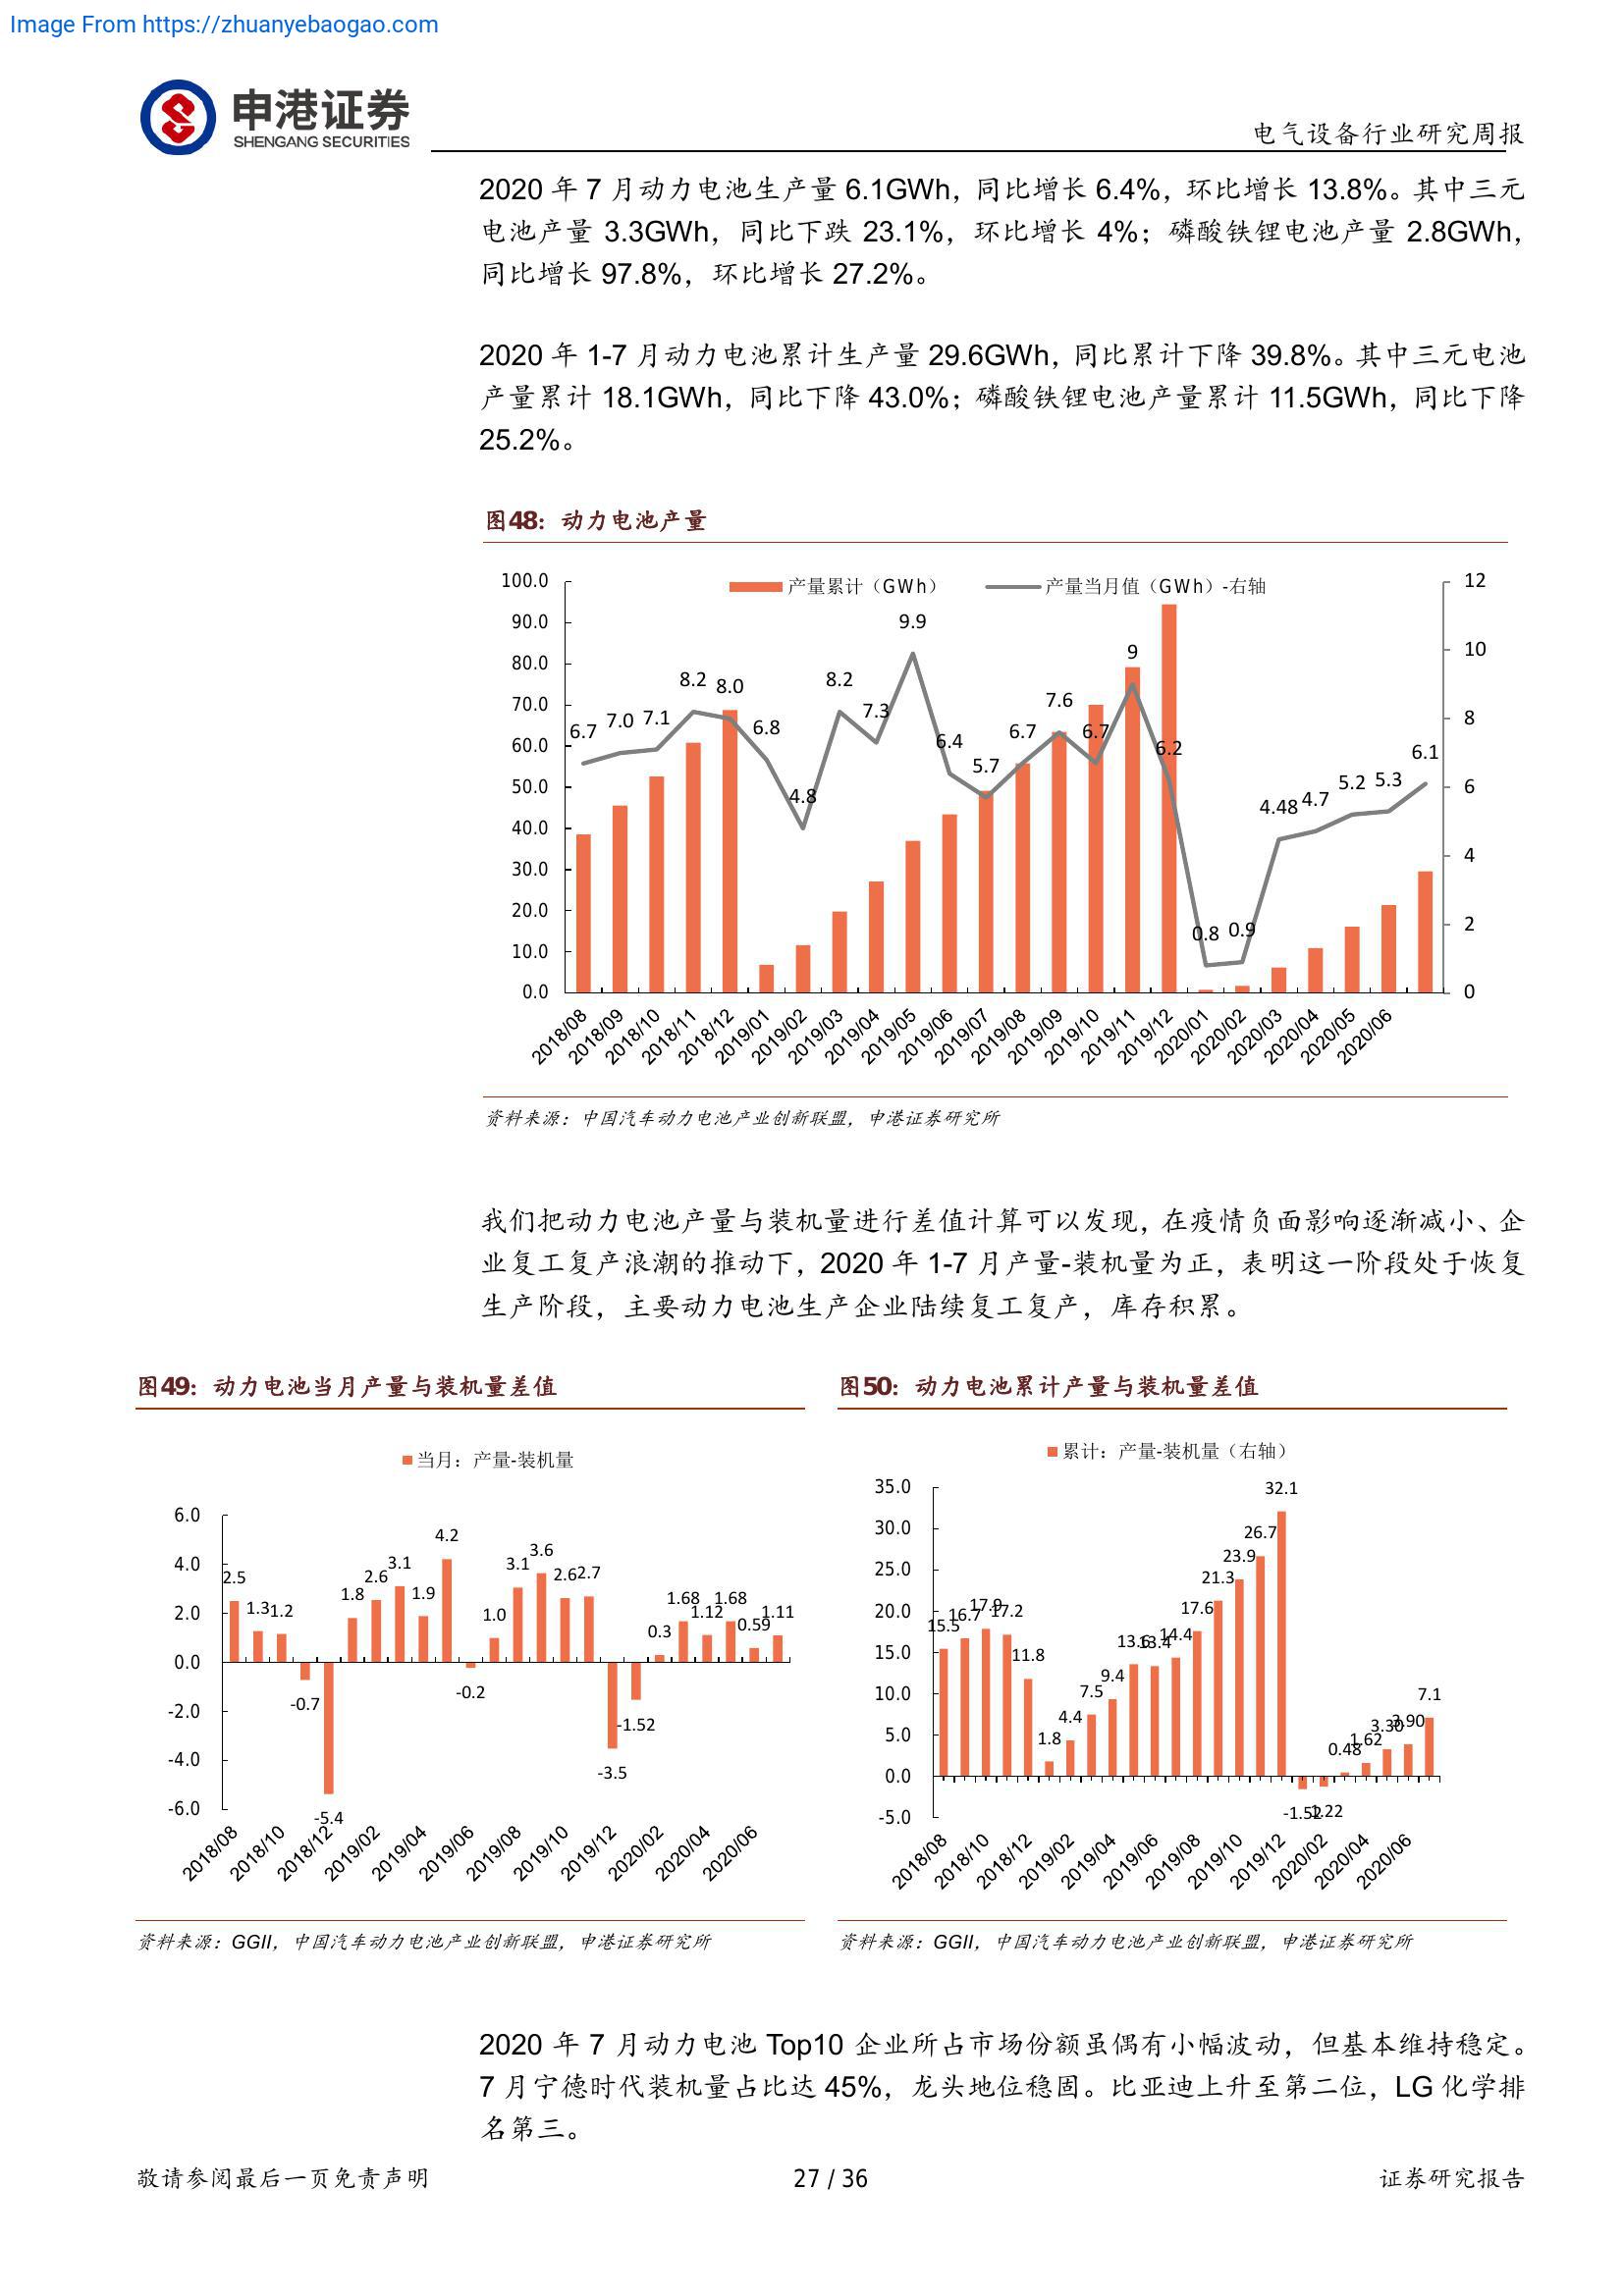 Image From https://zhuanyebaogao.com
申港证券
SHENGANG SECURITIES
电气设备行业研究周报
2020 年 7 月动力电池生产量 6.1GWh，同比增长 6.4%，环比增长 13.8%。其中三元
电池产量 3.3GWh，同比下跌 23.1%，环比增长 4%；磷酸铁锂电池产量 2.8GWh，
同比增长 97.8%，环比增长 27.2%。
2020 年 1-7 月动力电池累计生产量 29.6GWh，同比累计下降 39.8%。其中三元电池
产量累计 18.1GWh，同比下降 43.0%；磷酸铁锂电池产量累计 11.5GWh，同比下降
25.2%。
图48：动力电池产量
产量累计（GWh） 产量当月值（GWh）-右轴
100.0
90.0
80.0
70.0
60.0
50.0
40.0
30.0
20.0
10.0
0.0
6.7 7.0 7.1 8.2 8.0 6.8 4.8 8.2 7.3 9.9 6.4 5.7 6.7 7.6 6.7 9 6.2 0.8 0.9 4.48 4.7 5.2 5.3 6.1
12
10
8
6
4
2
0
2018/08 2018/09 2018/10 2018/11 2018/12 2019/01 2019/02 2019/03 2019/04 2019/05 2019/06 2019/07 2019/08 2019/09 2019/10 2019/11 2019/12 2020/01 2020/02 2020/03 2020/04 2020/05 2020/06
资料来源：中国汽车动力电池产业创新联盟，申港证券研究所
我们把动力电池产量与装机量进行差值计算可以发现，在疫情负面影响逐渐减小、企
业复工复产浪潮的推动下，2020 年 1-7 月产量-装机量为正，表明这一阶段处于恢复
生产阶段，主要动力电池生产企业陆续复工复产，库存积累。
图49：动力电池当月产量与装机量差值
当月：产量-装机量
6.0
4.0
2.0
0.0
-2.0
-4.0
-6.0
2.5 1.3 1.2 -0.7 -5.4 1.8 2.6 3.1 1.9 4.2 -0.2 1.0 3.1 3.6 2.6 2.7 -3.5 -1.52 0.3 1.68 1.12 1.68 0.59 1.11
2018/08 2018/10 2018/12 2019/02 2019/04 2019/06 2019/08 2019/10 2019/12 2020/02 2020/04 2020/06
资料来源：GGII，中国汽车动力电池产业创新联盟，申港证券研究所
图50：动力电池累计产量与装机量差值
累计：产量-装机量（右轴）
35.0
30.0
25.0
20.0
15.0
10.0
5.0
0.0
-5.0
15.5 16.7 17.9 17.2 11.8 1.8 4.4 7.5 9.4 13.6 13.4 14.4 17.6 21.3 23.9 26.7 32.1 -1.52 -1.22 0.48 1.62 3.30 3.90 7.1
2018/08 2018/10 2018/12 2019/02 2019/04 2019/06 2019/08 2019/10 2019/12 2020/02 2020/04 2020/06
资料来源：GGII，中国汽车动力电池产业创新联盟，申港证券研究所
2020 年 7 月动力电池 Top10 企业所占市场份额虽偶有小幅波动，但基本维持稳定。
7 月宁德时代装机量占比达 45%，龙头地位稳固。比亚迪上升至第二位，LG 化学排
名第三。
敬请参阅最后一页免责声明
27 / 36
证券研究报告